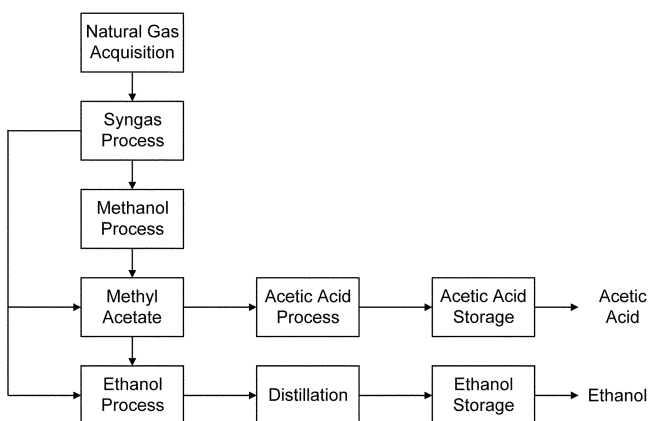 Natural Gas
Acquisition
Syngas
Process
Methanol
Process
Methyl
Acetate
Acetic Acid
Process
Acetic Acid
Storage
Acetic
Acid
Ethanol
Process
Distillation
Ethanol
Storage
Ethanol